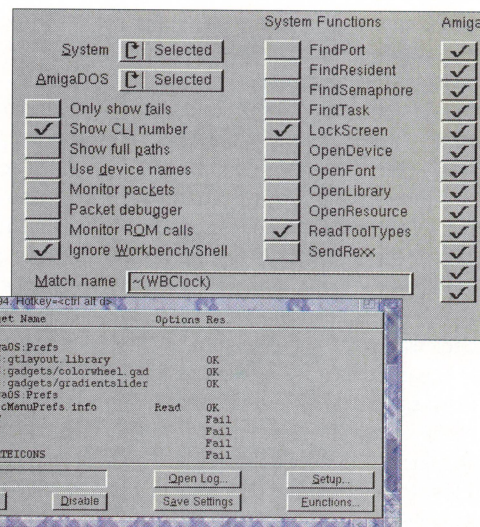 System Functions
Amiga
System Selected
AmigaDOS Selected
Only show fails
Show CLI number
Show full paths
Use device names
Monitor packets
Packet debugger
Monitor ROM calls
Ignore Workbench/Shell
FindPort
FindResident
FindSemaphore
FindTask
LockScreen
OpenDevice
OpenFont
OpenLibrary
OpenResource
ReadToolTypes
SendRexx
Match name ~(WBClock)
94, Hotkey=<ctrl alt d>
et Name Options Res.
aOS:Prefs
:gtlayout.library OK
:gadgets/colorwheel.gad OK
:gadgets/gradientslider OK
aOS:Prefs
cMenuPrefs.info Read OK
Fail
Fail
Fail
TEICONS Fail
Open Log... Setup...
Disable Save Settings Functions...